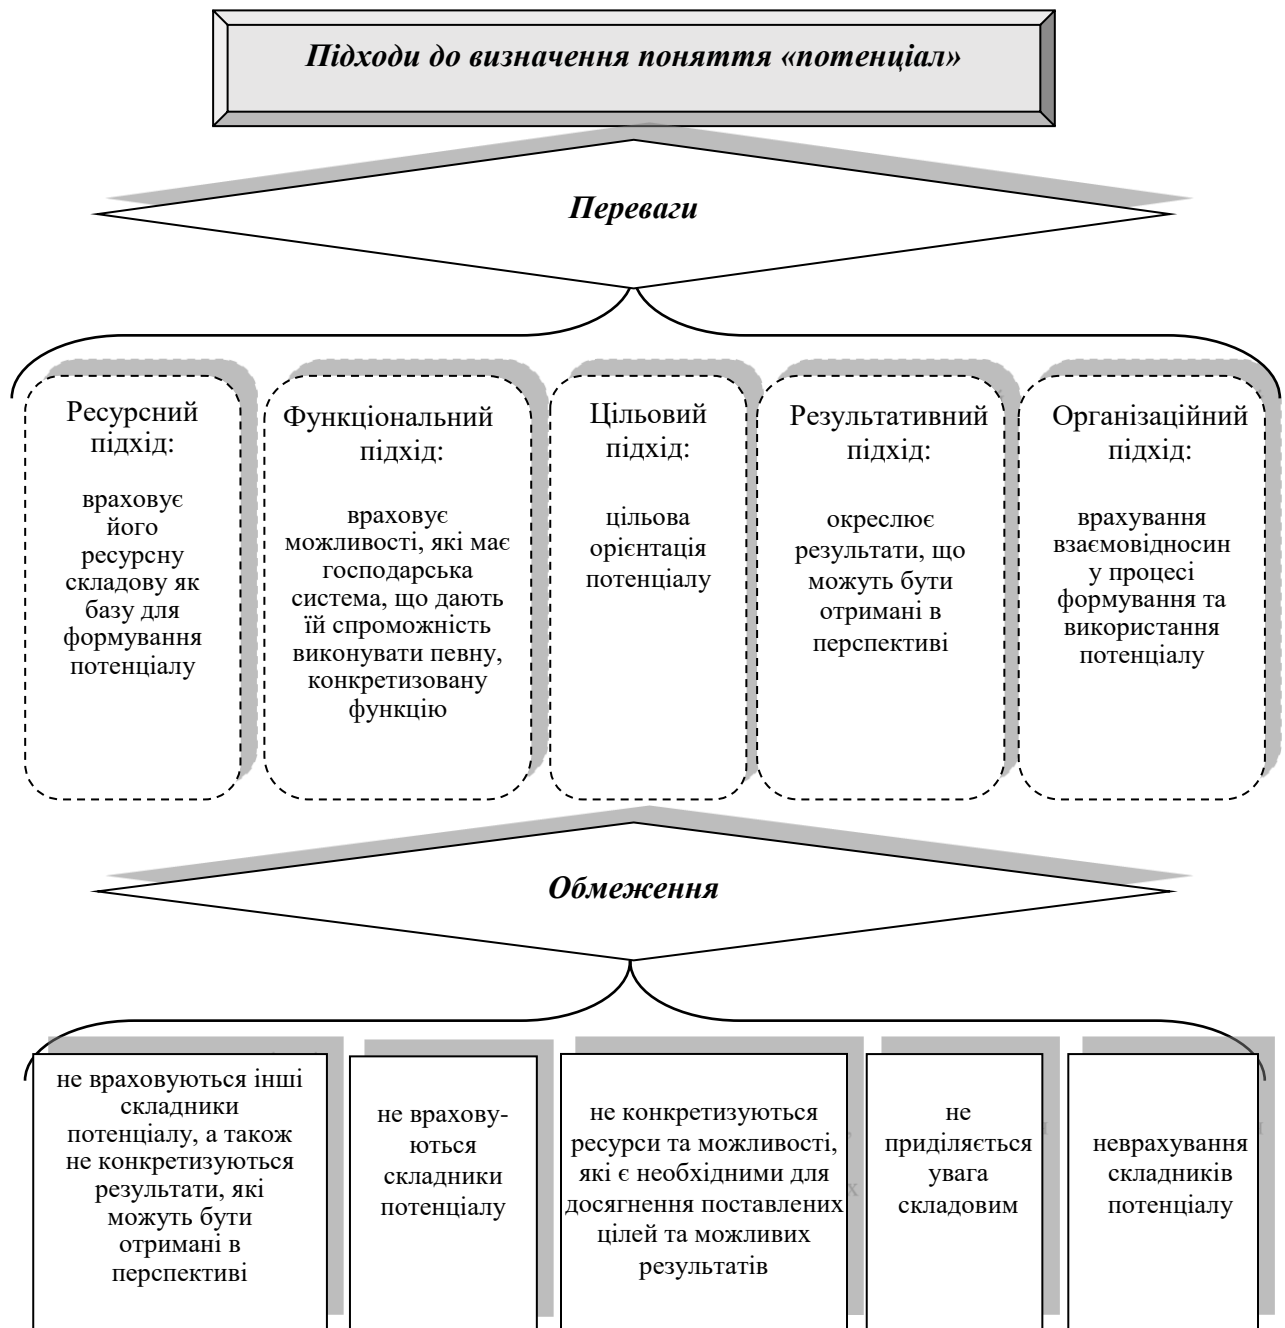 Підходи до визначення поняття «потенціал»
Переваги
Ресурсний
підхід:
враховує
його
ресурсну
складову як
базу для
формування
потенціалу
Функціональний
підхід:
враховує
можливості, які має
господарська
система, що дають
їй спроможність
виконувати певну,
конкретизовану
функцію
Цільовий
підхід:
цільова
орієнтація
потенціалу
Результативний
підхід:
окреслює
результати, що
можуть бути
отримані в
перспективі
Організаційний
підхід:
врахування
взаємовідносин
у процесі
формування та
використання
потенціалу
Обмеження
не враховуються інші
складники
потенціалу, а також
не конкретизуються
результати, які
можуть бути
отримані в
перспективі
не врахову-
ються
складники
потенціалу
не конкретизуються
ресурси та можливості,
які є необхідними для
досягнення поставлених
цілей та можливих
результатів
не
приділяється
увага
складовим
неврахування
складників
потенціалу